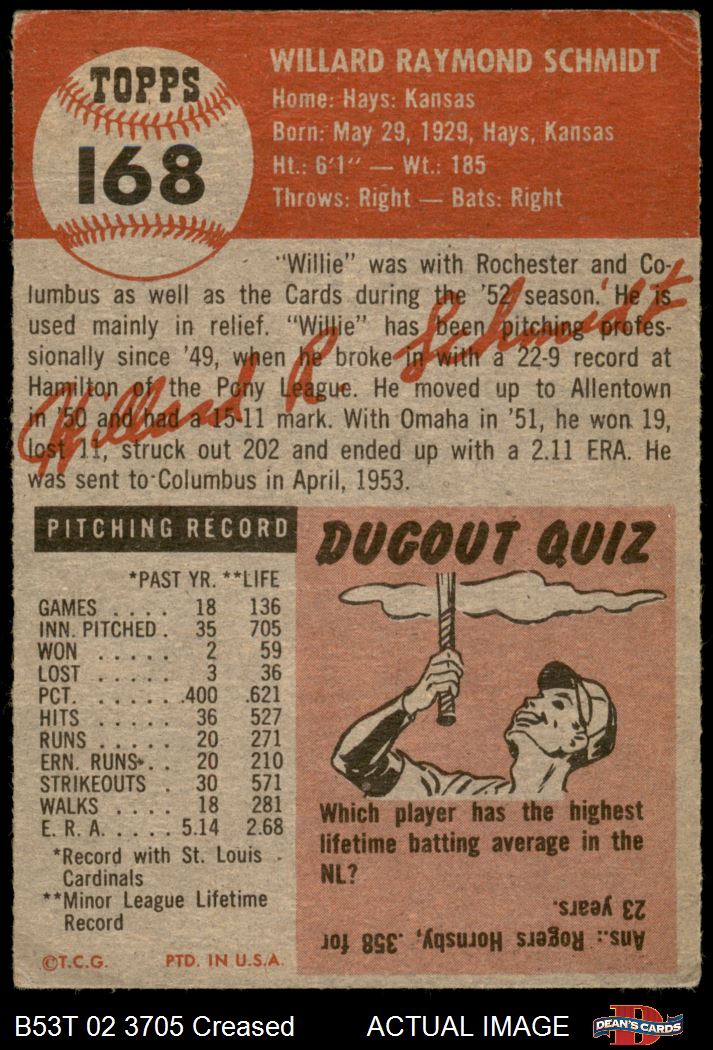 TOPPS
168
WILLARD RAYMOND SCHMIDT
Home: Hays: Kansas
Born: May 29, 1929, Hays, Kansas
Ht.: 6'1" — Wt.: 185
Throws: Right — Bats: Right
"Willie" was with Rochester and Co-
lumbus as well as the Cards during the '52 season. He is
used mainly in relief. "Willie" has been pitching profes-
sionally since '49, when he broke in with a 22-9 record at
Hamilton of the Pony League. He moved up to Allentown
in '50 and had a 15-11 mark. With Omaha in '51, he won 19,
lost 11, struck out 202 and ended up with a 2.11 ERA. He
was sent to Columbus in April, 1953.
Willard R. Schmidt
PITCHING RECORD
*PAST YR. **LIFE
GAMES . . . . 18 136
INN. PITCHED . 35 705
WON . . . . . 2 59
LOST . . . . . 3 36
PCT. . . . . . .400 .621
HITS . . . . . 36 527
RUNS . . . . . 20 271
ERN. RUNS . . 20 210
STRIKEOUTS . 30 571
WALKS . . . . 18 281
E. R. A. . . . . . 5.14 2.68
*Record with St. Louis
Cardinals
**Minor League Lifetime
Record
©T.C.G. PTD. IN U.S.A.
DUGOUT QUIZ
Which player has the highest
lifetime batting average in the
NL?
Ans.: Rogers Hornsby, .358 for
23 years.
B53T 02 3705 Creased ACTUAL IMAGE
D
DEAN'S CARDS